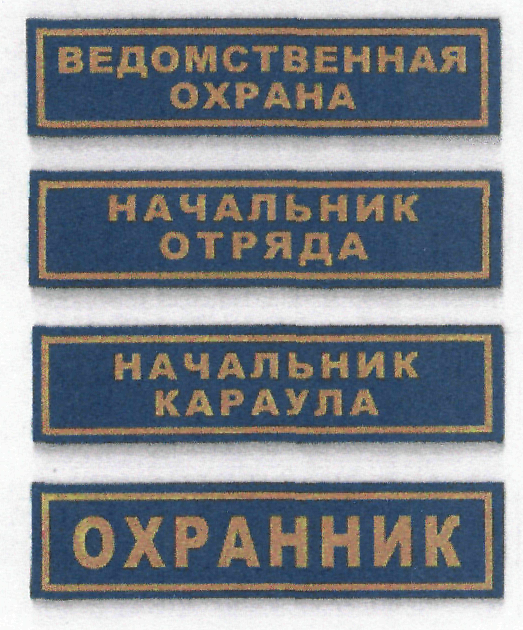 ВЕДОМСТВЕННАЯ
ОХРАНА
НАЧАЛЬНИК
ОТРЯДА
НАЧАЛЬНИК
КАРАУЛА
ОХРАННИК